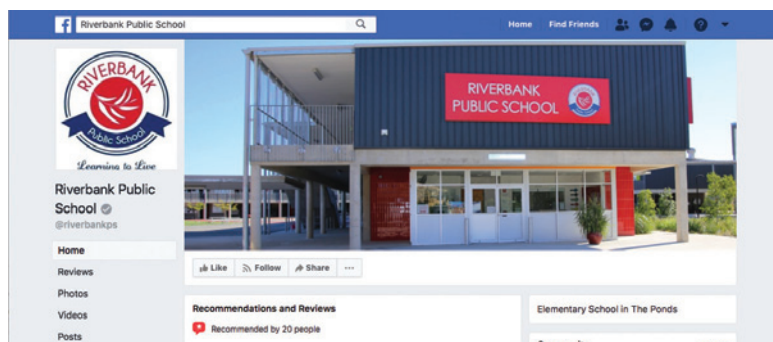 Riverbank Public School
Home
Find Friends
RIVERBANK
Public School
Learning to Live
RIVERBANK
PUBLIC SCHOOL
Riverbank Public
School
@riverbankps
Home
Reviews
Photos
Videos
Posts
Like
Follow
Share
Recommendations and Reviews
Recommended by 20 people
Elementary School in The Ponds